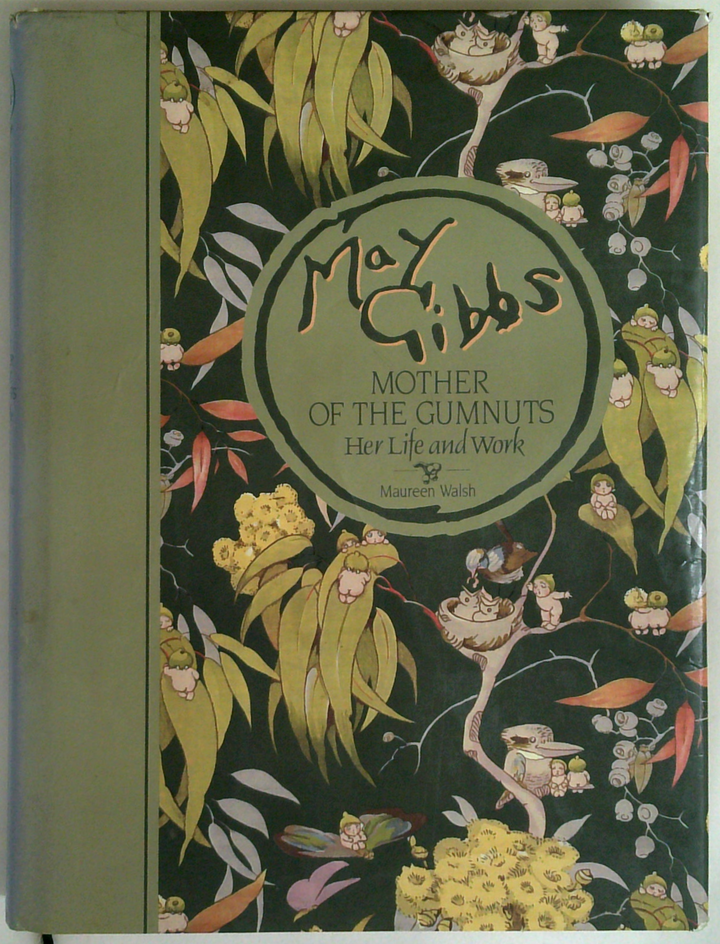 May
Gibbs
MOTHER
OF THE GUMNUTS
Her Life and Work
Maureen Walsh